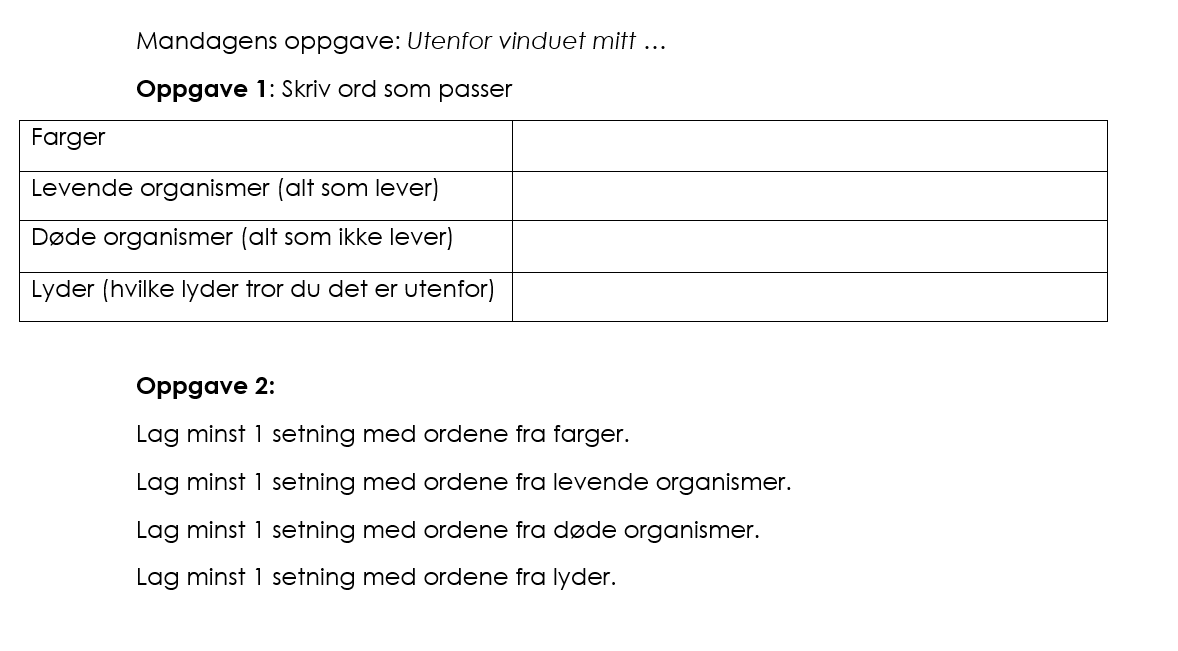 Mandagens oppgave: Utenfor vinduet mitt …
Oppgave 1: Skriv ord som passer
Farger
Levende organismer (alt som lever)
Døde organismer (alt som ikke lever)
Lyder (hvilke lyder tror du det er utenfor)
Oppgave 2:
Lag minst 1 setning med ordene fra farger.
Lag minst 1 setning med ordene fra levende organismer.
Lag minst 1 setning med ordene fra døde organismer.
Lag minst 1 setning med ordene fra lyder.